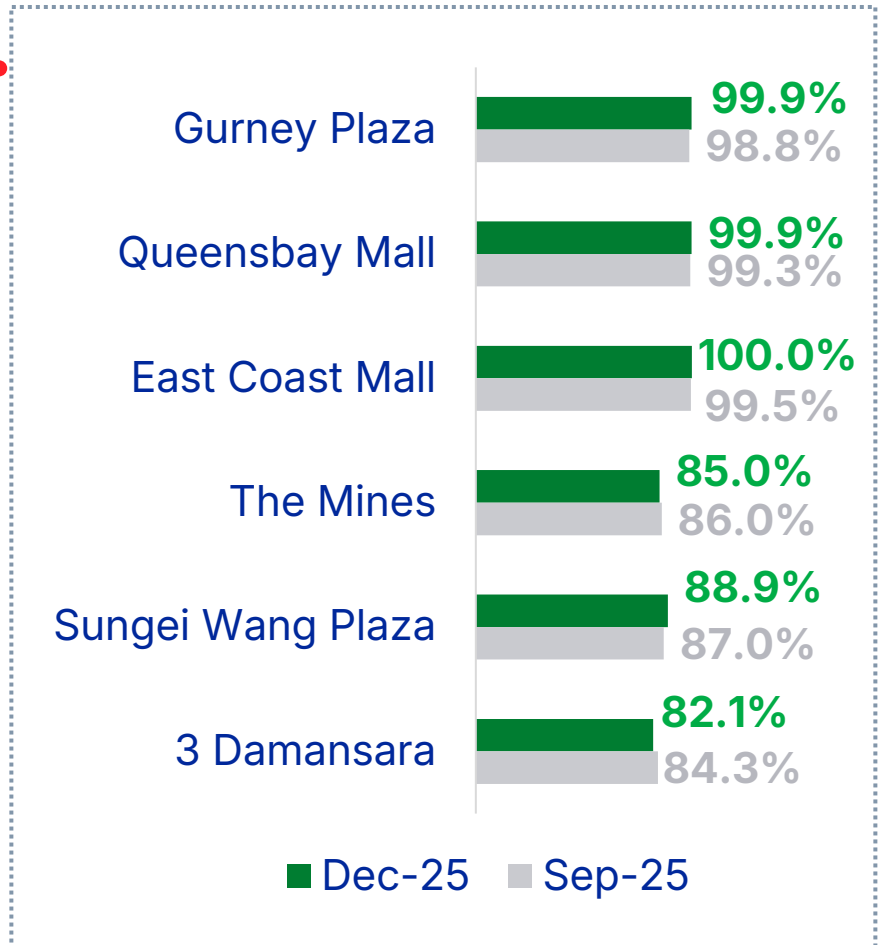 99.9%
Gurney Plaza
98.8%
99.9%
Queensbay Mall
99.3%
100.0%
East Coast Mall
99.5%
85.0%
The Mines
86.0%
88.9%
Sungei Wang Plaza
87.0%
82.1%
3 Damansara
84.3%
Dec-25 Sep-25